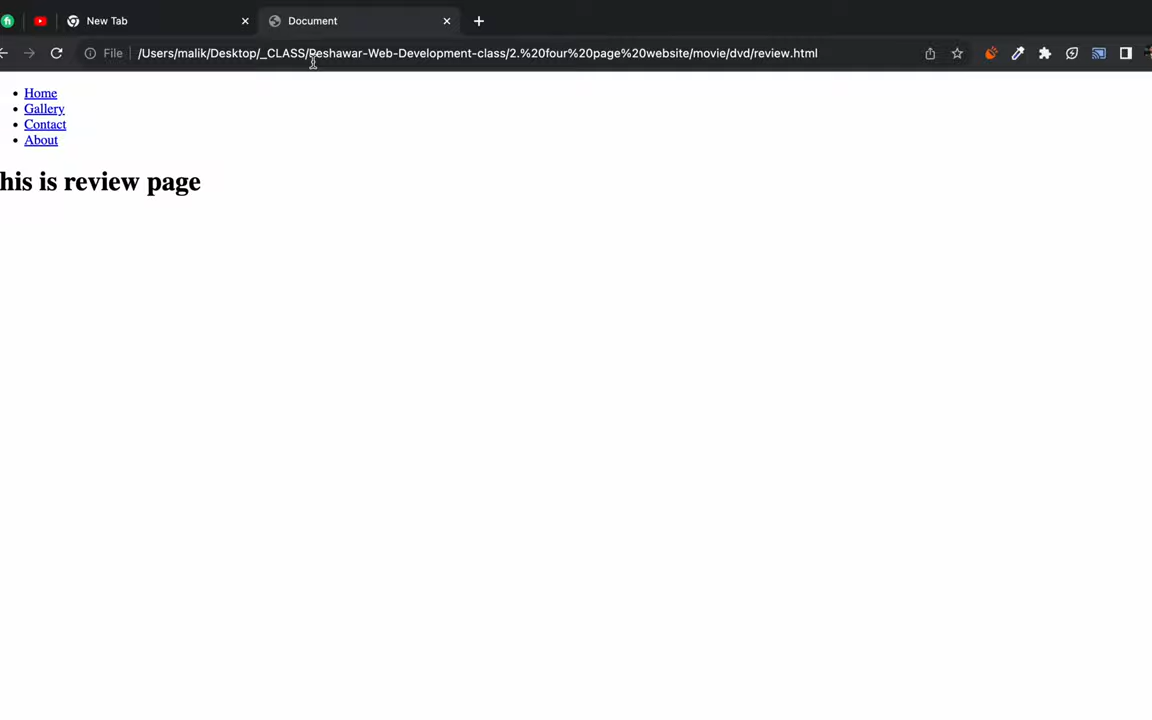 New Tab
Document
File
/Users/malik/Desktop/_CLASS/Peshawar-Web-Development-class/2.%20four%20page%20website/movie/dvd/review.html
Home
Gallery
Contact
About
his is review page